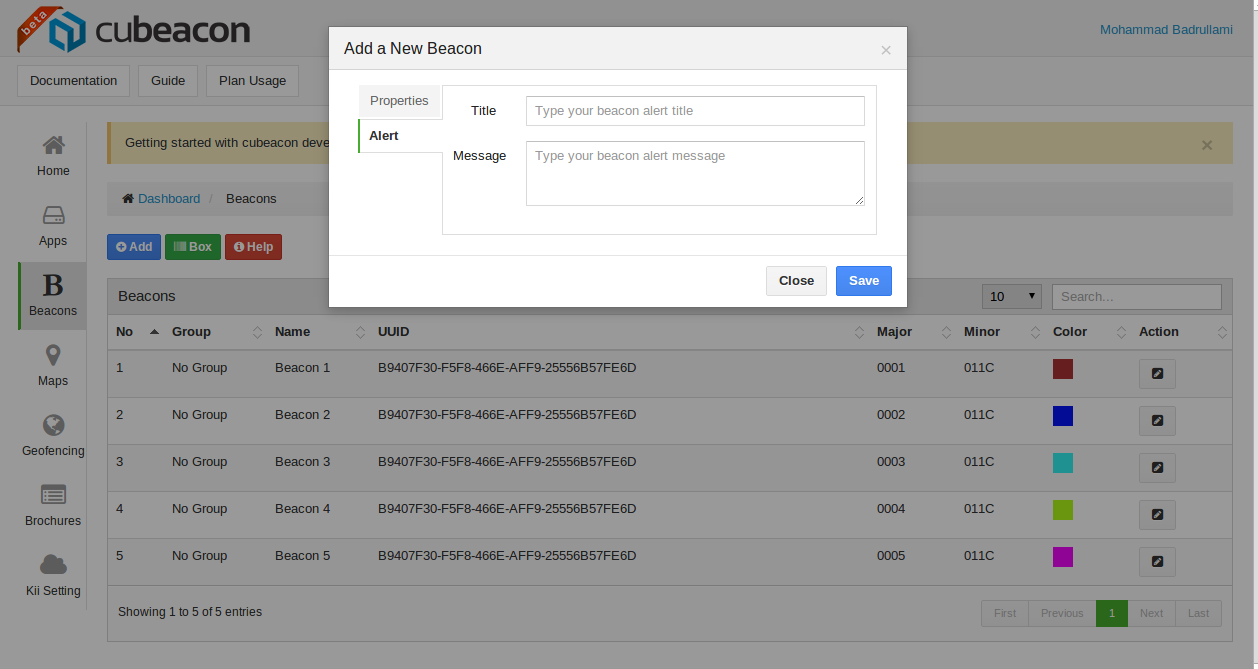 beta
cubeacon
Mohammad Badrullami
Documentation
Guide
Plan Usage
Add a New Beacon
×
Properties
Alert
Title
Type your beacon alert title
Message
Type your beacon alert message
Close
Save
Home
Apps
B
Beacons
Maps
Geofencing
Brochures
Kii Setting
Getting started with cubeacon deve
×
Dashboard / Beacons
Add
Box
Help
Beacons
10
Search...
No Group Name UUID Major Minor Color Action
1 No Group Beacon 1 B9407F30-F5F8-466E-AFF9-25556B57FE6D 0001 011C
2 No Group Beacon 2 B9407F30-F5F8-466E-AFF9-25556B57FE6D 0002 011C
3 No Group Beacon 3 B9407F30-F5F8-466E-AFF9-25556B57FE6D 0003 011C
4 No Group Beacon 4 B9407F30-F5F8-466E-AFF9-25556B57FE6D 0004 011C
5 No Group Beacon 5 B9407F30-F5F8-466E-AFF9-25556B57FE6D 0005 011C
Showing 1 to 5 of 5 entries
First Previous 1 Next Last